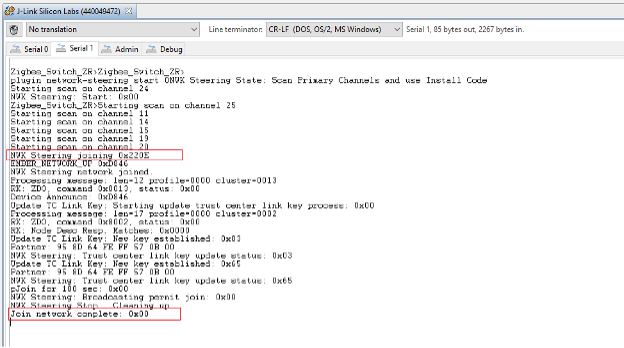 J-Link Silicon Labs (440049472)
No translation
Line terminator: CR-LF (DOS, OS/2, MS Windows)
Serial 1, 85 bytes out, 2267 bytes in.
Serial 0
Serial 1
Admin
Debug
Zigbee_Switch_ZR>Zigbee_Switch_ZR>
plugin network-steering start 0NWK Steering State: Scan Primary Channels and use Install Code
Starting scan on channel 24
NWK Steering: Start: 0x00
Zigbee_Switch_ZR>Starting scan on channel 25
Starting scan on channel 11
Starting scan on channel 14
Starting scan on channel 15
Starting scan on channel 19
Starting scan on channel 20
NWK Steering joining 0x220E
EMBER_NETWORK_UP 0xD846
NWK Steering network joined.
Processing message: len=12 profile=0000 cluster=0013
RX: ZDO, command 0x0013, status: 0x00
Device Announce: 0xD846
Update TC Link Key: Starting update trust center link key process: 0x00
Processing message: len=17 profile=0000 cluster=8002
RX: ZDO, command 0x8002, status: 0x00
RX: Node Desc Resp, Matches: 0x0000
Update TC Link Key: New key established: 0x03
Partner: 95 8D 64 FE FF 57 0B 00
NWK Steering: Trust center link key update status: 0x03
Update TC Link Key: New key established: 0x65
Partner: 95 8D 64 FE FF 57 0B 00
NWK Steering: Trust center link key update status: 0x65
pJoin for 180 sec: 0x00
NWK Steering: Broadcasting permit join: 0x00
NWK Steering Stop. Cleaning up.
Join network complete: 0x00